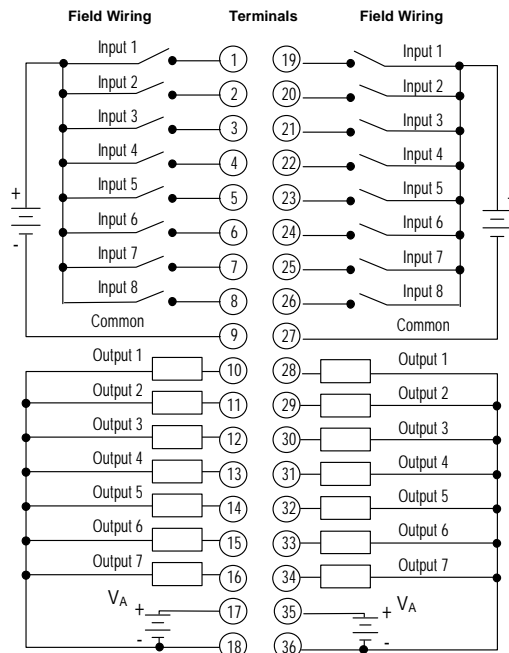 Field Wiring Terminals Field Wiring
Input 1 1 19 Input 1
Input 2 2 20 Input 2
Input 3 3 21 Input 3
Input 4 4 22 Input 4
+ Input 5 5 23 Input 5 +
- Input 6 6 24 Input 6 -
Input 7 7 25 Input 7
Input 8 8 26 Input 8
Common 9 27 Common
Output 1 10 28 Output 1
Output 2 11 29 Output 2
Output 3 12 30 Output 3
Output 4 13 31 Output 4
Output 5 14 32 Output 5
Output 6 15 33 Output 6
Output 7 16 34 Output 7
VA + 17 35 + VA
- 18 36 -